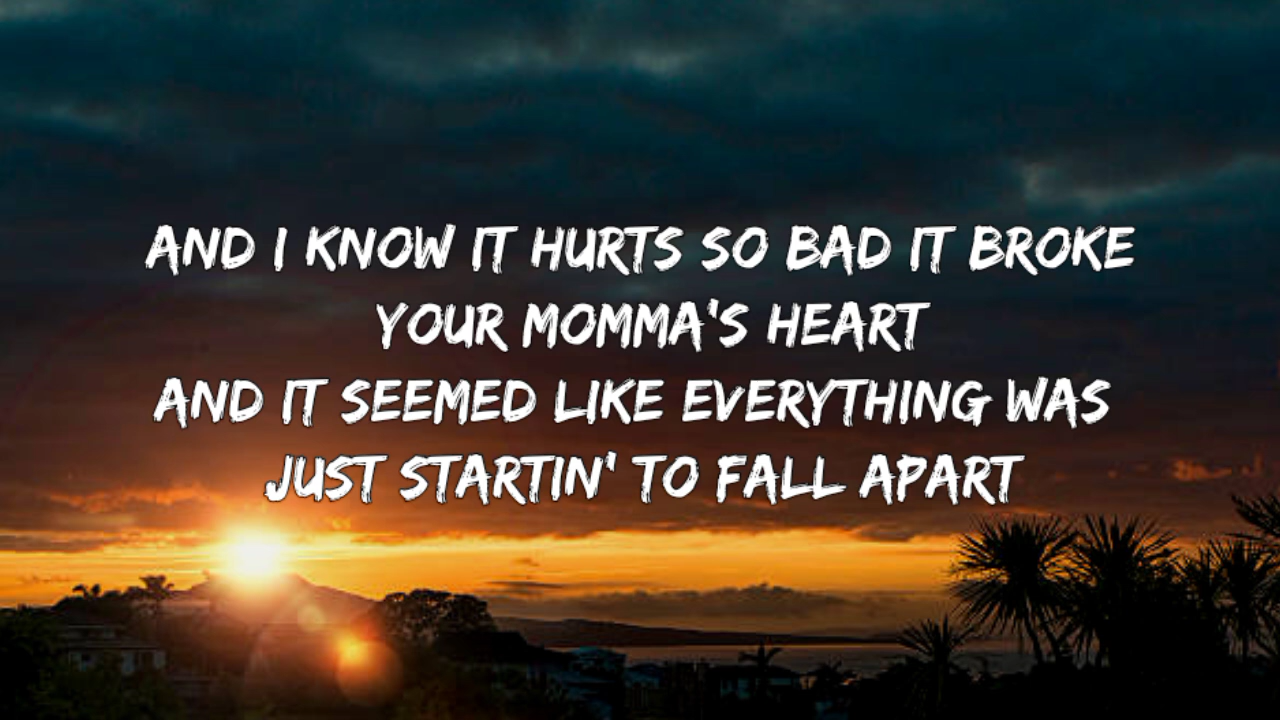 AND I KNOW IT HURTS SO BAD IT BROKE
YOUR MOMMA'S HEART
AND IT SEEMED LIKE EVERYTHING WAS
JUST STARTIN' TO FALL APART